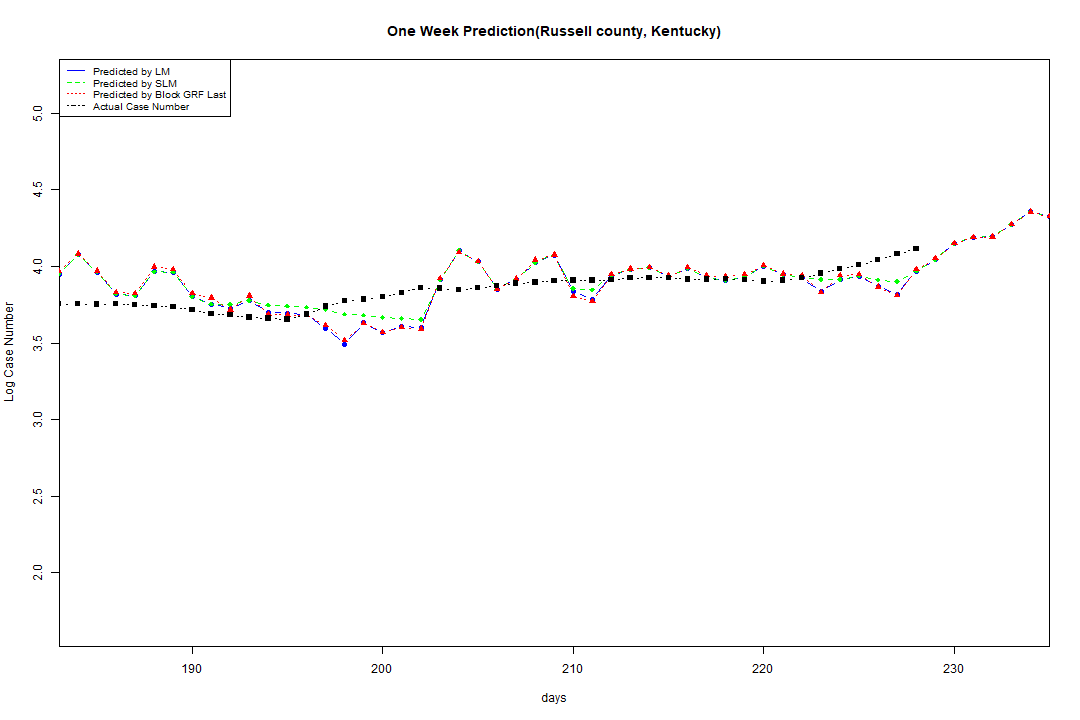 One Week Prediction(Russell county, Kentucky)
Predicted by LM
Predicted by SLM
Predicted by Block GRF Last
Actual Case Number
5.0
4.5
4.0
3.5
3.0
2.5
2.0
Log Case Number
190 200 210 220 230
days